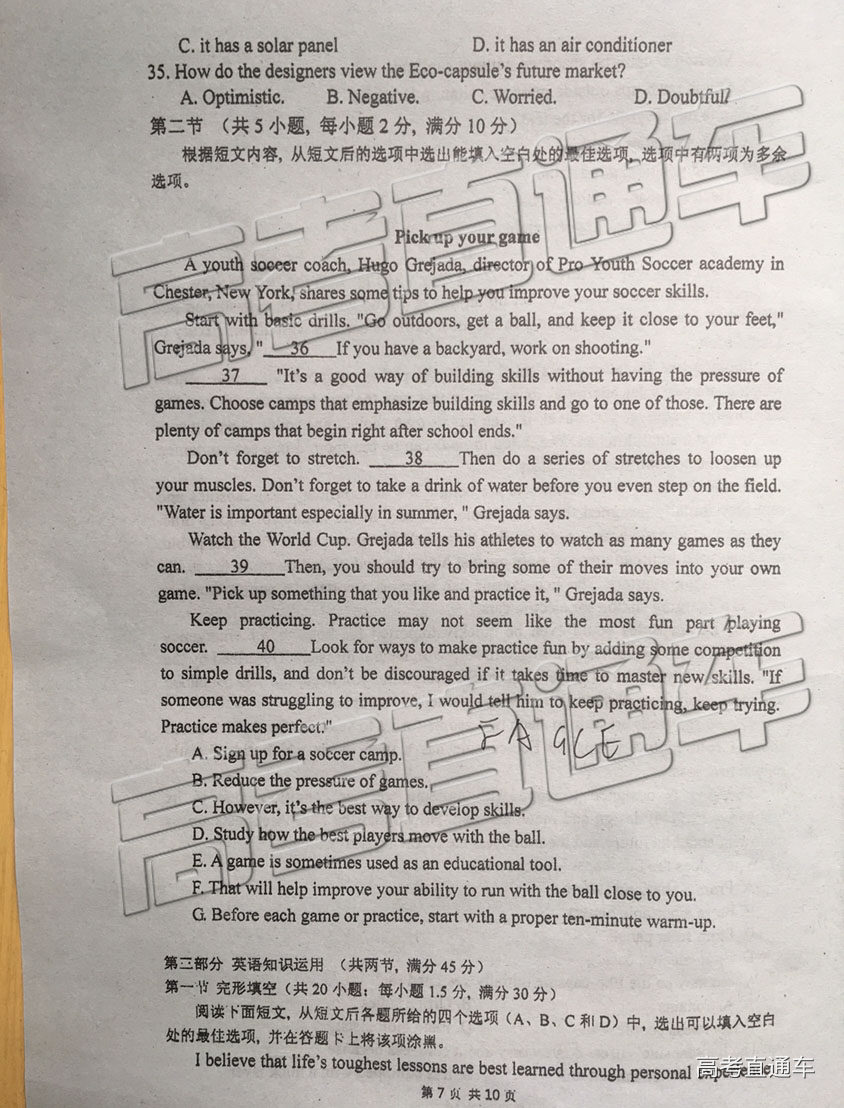 C. it has a solar panel D. it has an air conditioner
35. How do the designers view the Eco-capsule's future market?
A. Optimistic. B. Negative. C. Worried. D. Doubtful?
第二节 （共 5 小题, 每小题 2 分, 满分 10 分）
根据短文内容, 从短文后的选项中选出能填入空白处的最佳选项, 选项中有两项为多余
选项。
Pick up your game
A youth soccer coach, Hugo Grejada, director of Pro Youth Soccer academy in
Chester, New York, shares some tips to help you improve your soccer skills.
Start with basic drills. "Go outdoors, get a ball, and keep it close to your feet,"
Grejada says, " 36 If you have a backyard, work on shooting."
37 "It's a good way of building skills without having the pressure of
games. Choose camps that emphasize building skills and go to one of those. There are
plenty of camps that begin right after school ends."
Don't forget to stretch. 38 Then do a series of stretches to loosen up
your muscles. Don't forget to take a drink of water before you even step on the field.
"Water is important especially in summer, " Grejada says.
Watch the World Cup. Grejada tells his athletes to watch as many games as they
can. 39 Then, you should try to bring some of their moves into your own
game. "Pick up something that you like and practice it, " Grejada says.
Keep practicing. Practice may not seem like the most fun part playing
soccer. 40 Look for ways to make practice fun by adding some competition
to simple drills, and don't be discouraged if it takes time to master new skills. "If
someone was struggling to improve, I would tell him to keep practicing, keep trying.
Practice makes perfect."
F A G C E
A. Sign up for a soccer camp.
B. Reduce the pressure of games.
C. However, it's the best way to develop skills.
D. Study how the best players move with the ball.
E. A game is sometimes used as an educational tool.
F. That will help improve your ability to run with the ball close to you.
G. Before each game or practice, start with a proper ten-minute warm-up.
第三部分 英语知识运用 （共两节, 满分 45 分）
第一节 完形填空（共 20 小题；每小题 1.5 分, 满分 30 分）
阅读下面短文, 从短文后各题所给的四个选项（A、B、C 和 D）中, 选出可以填入空白
处的最佳选项, 并在答题卡上将该项涂黑。
I believe that life's toughest lessons are best learned through personal
第 7 页 共 10 页
高考直通车
高考直通车
高考直通车